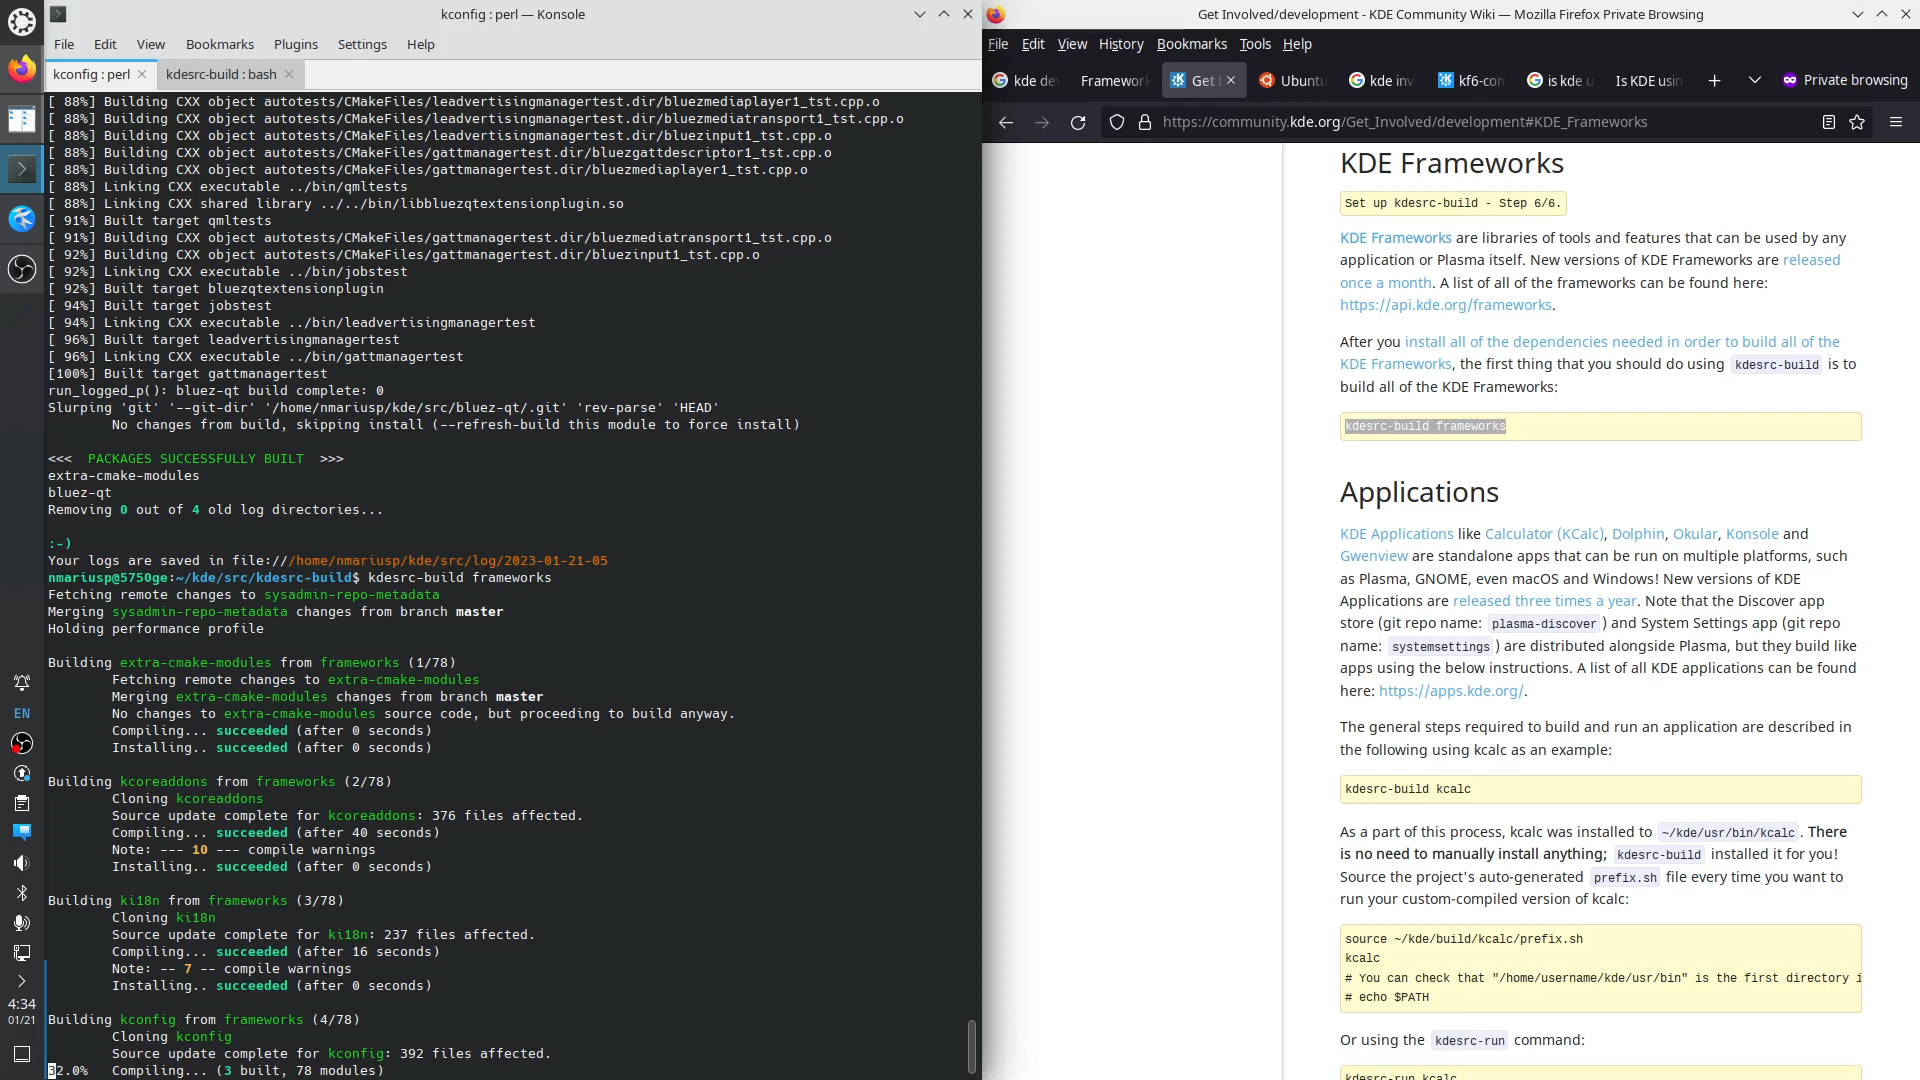 kconfig : perl — Konsole
File Edit View Bookmarks Plugins Settings Help
kconfig : perl
kdesrc-build : bash
[ 88%] Building CXX object autotests/CMakeFiles/leadvertisingmanagertest.dir/bluezmediaplayer1_tst.cpp.o
[ 88%] Building CXX object autotests/CMakeFiles/leadvertisingmanagertest.dir/bluezmediatransport1_tst.cpp.o
[ 88%] Building CXX object autotests/CMakeFiles/leadvertisingmanagertest.dir/bluezinput1_tst.cpp.o
[ 88%] Building CXX object autotests/CMakeFiles/gattmanagertest.dir/bluezgattdescriptor1_tst.cpp.o
[ 88%] Building CXX object autotests/CMakeFiles/gattmanagertest.dir/bluezmediaplayer1_tst.cpp.o
[ 88%] Linking CXX executable ../bin/qmltests
[ 88%] Linking CXX shared library ../../bin/libbluezqtextensionplugin.so
[ 91%] Built target qmltests
[ 91%] Building CXX object autotests/CMakeFiles/gattmanagertest.dir/bluezmediatransport1_tst.cpp.o
[ 92%] Building CXX object autotests/CMakeFiles/gattmanagertest.dir/bluezinput1_tst.cpp.o
[ 92%] Linking CXX executable ../bin/jobstest
[ 92%] Built target bluezqtextensionplugin
[ 94%] Built target jobstest
[ 94%] Linking CXX executable ../bin/leadvertisingmanagertest
[ 96%] Built target leadvertisingmanagertest
[ 96%] Linking CXX executable ../bin/gattmanagertest
[100%] Built target gattmanagertest
run_logged_p(): bluez-qt build complete: 0
Slurping 'git' '--git-dir' '/home/nmariusp/kde/src/bluez-qt/.git' 'rev-parse' 'HEAD'
No changes from build, skipping install (--refresh-build this module to force install)
<<< PACKAGES SUCCESSFULLY BUILT >>>
extra-cmake-modules
bluez-qt
Removing 0 out of 4 old log directories...
:-)
Your logs are saved in file:///home/nmariusp/kde/src/log/2023-01-21-05
nmariusp@5750ge:~/kde/src/kdesrc-build$ kdesrc-build frameworks
Fetching remote changes to sysadmin-repo-metadata
Merging sysadmin-repo-metadata changes from branch master
Holding performance profile
Building extra-cmake-modules from frameworks (1/78)
Fetching remote changes to extra-cmake-modules
Merging extra-cmake-modules changes from branch master
No changes to extra-cmake-modules source code, but proceeding to build anyway.
Compiling... succeeded (after 0 seconds)
Installing.. succeeded (after 0 seconds)
Building kcoreaddons from frameworks (2/78)
Cloning kcoreaddons
Source update complete for kcoreaddons: 376 files affected.
Compiling... succeeded (after 40 seconds)
Note: --- 10 --- compile warnings
Installing.. succeeded (after 0 seconds)
Building ki18n from frameworks (3/78)
Cloning ki18n
Source update complete for ki18n: 237 files affected.
Compiling... succeeded (after 16 seconds)
Note: -- 7 -- compile warnings
Installing.. succeeded (after 0 seconds)
Building kconfig from frameworks (4/78)
Cloning kconfig
Source update complete for kconfig: 392 files affected.
32.0% Compiling... (3 built, 78 modules)
EN
4:34
01/21
Get Involved/development - KDE Community Wiki — Mozilla Firefox Private Browsing
File Edit View History Bookmarks Tools Help
kde de
Framework
Get I
Ubuntu
kde inv
kf6-con
is kde u
Is KDE usin
Private browsing
https://community.kde.org/Get_Involved/development#KDE_Frameworks
KDE Frameworks
Set up kdesrc-build - Step 6/6.
KDE Frameworks are libraries of tools and features that can be used by any
application or Plasma itself. New versions of KDE Frameworks are released
once a month. A list of all of the frameworks can be found here:
https://api.kde.org/frameworks.
After you install all of the dependencies needed in order to build all of the
KDE Frameworks, the first thing that you should do using kdesrc-build is to
build all of the KDE Frameworks:
kdesrc-build frameworks
Applications
KDE Applications like Calculator (KCalc), Dolphin, Okular, Konsole and
Gwenview are standalone apps that can be run on multiple platforms, such
as Plasma, GNOME, even macOS and Windows! New versions of KDE
Applications are released three times a year. Note that the Discover app
store (git repo name: plasma-discover) and System Settings app (git repo
name: systemsettings) are distributed alongside Plasma, but they build like
apps using the below instructions. A list of all KDE applications can be found
here: https://apps.kde.org/.
The general steps required to build and run an application are described in
the following using kcalc as an example:
kdesrc-build kcalc
As a part of this process, kcalc was installed to ~/kde/usr/bin/kcalc. There
is no need to manually install anything; kdesrc-build installed it for you!
Source the project's auto-generated prefix.sh file every time you want to
run your custom-compiled version of kcalc:
source ~/kde/build/kcalc/prefix.sh
kcalc
# You can check that "/home/username/kde/usr/bin" is the first directory i
# echo $PATH
Or using the kdesrc-run command:
kdesrc-run kcalc